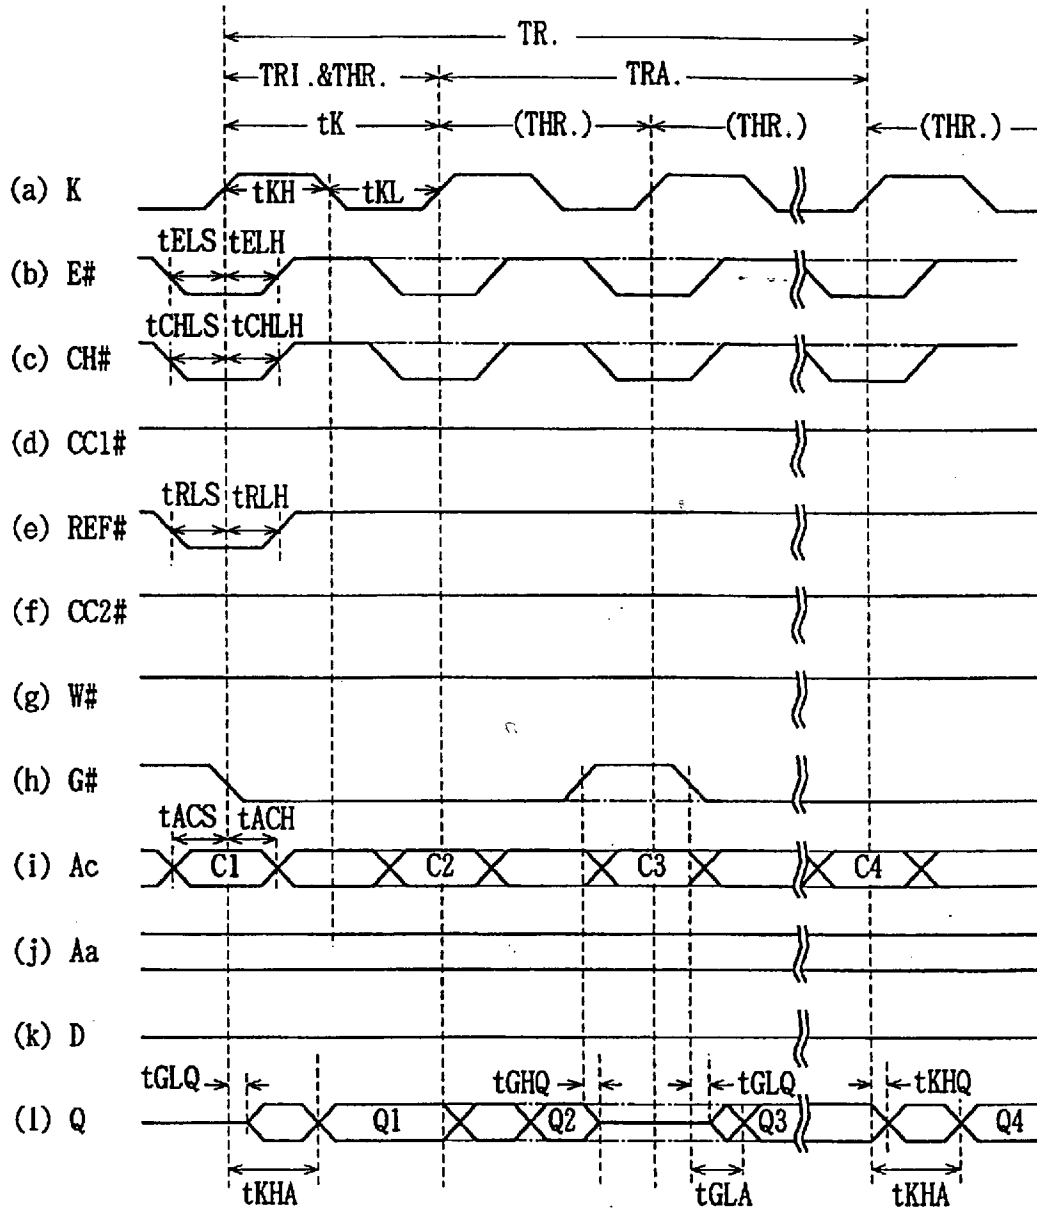 TR.
TRI.&THR. TRA.
tK (THR.) (THR.) (THR.)
(a) K tKH tKL
tELS tELH
(b) E#
tCHLS tCHLH
(c) CH#
(d) CC1#
tRLS tRLH
(e) REF#
(f) CC2#
(g) W#
(h) G#
tACS tACH
(i) Ac C1 C2 C3 C4
(j) Aa
(k) D
tGLQ tGHQ tGLQ tKHQ
(l) Q Q1 Q2 Q3 Q4
tKHA tGLA tKHA